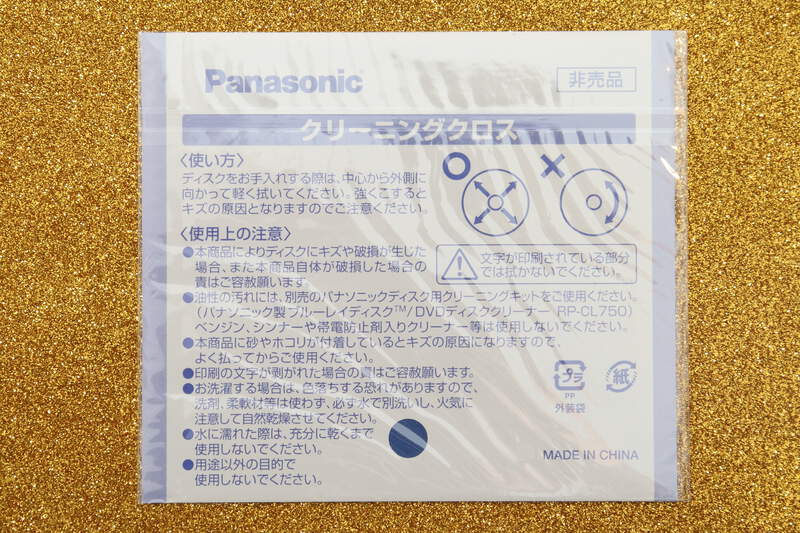 Panasonic
非売品
クリーニングクロス
〈使い方〉
ディスクをお手入れする際は、中心から外側に
向かって軽く拭いてください。強くこすると
キズの原因となりますのでご注意ください。
〈使用上の注意〉
●本商品によりディスクにキズや破損が生じた
場合、また本商品自体が破損した場合の
責はご容赦願います。
文字が印刷されている部分
では拭かないでください。
●油性の汚れには、別売のパナソニックディスク用クリーニングキットをご使用ください。
（パナソニック製ブルーレイディスク™/DVDディスククリーナー RP-CL750）
ベンジン、シンナーや帯電防止剤入りクリーナー等は使用しないでください。
●本商品に砂やホコリが付着しているとキズの原因になりますので、
よく払ってからご使用ください。
●印刷の文字が剥がれた場合の責はご容赦願います。
●お洗濯する場合は、色落ちする恐れがありますので、
洗剤、柔軟材等は使わず、必ず水で別洗いし、火気に
注意して自然乾燥させてください。
●水に濡れた際は、充分に乾くまで
使用しないでください。
●用途以外の目的で
使用しないでください。
プラ
PP
外装袋
紙
MADE IN CHINA